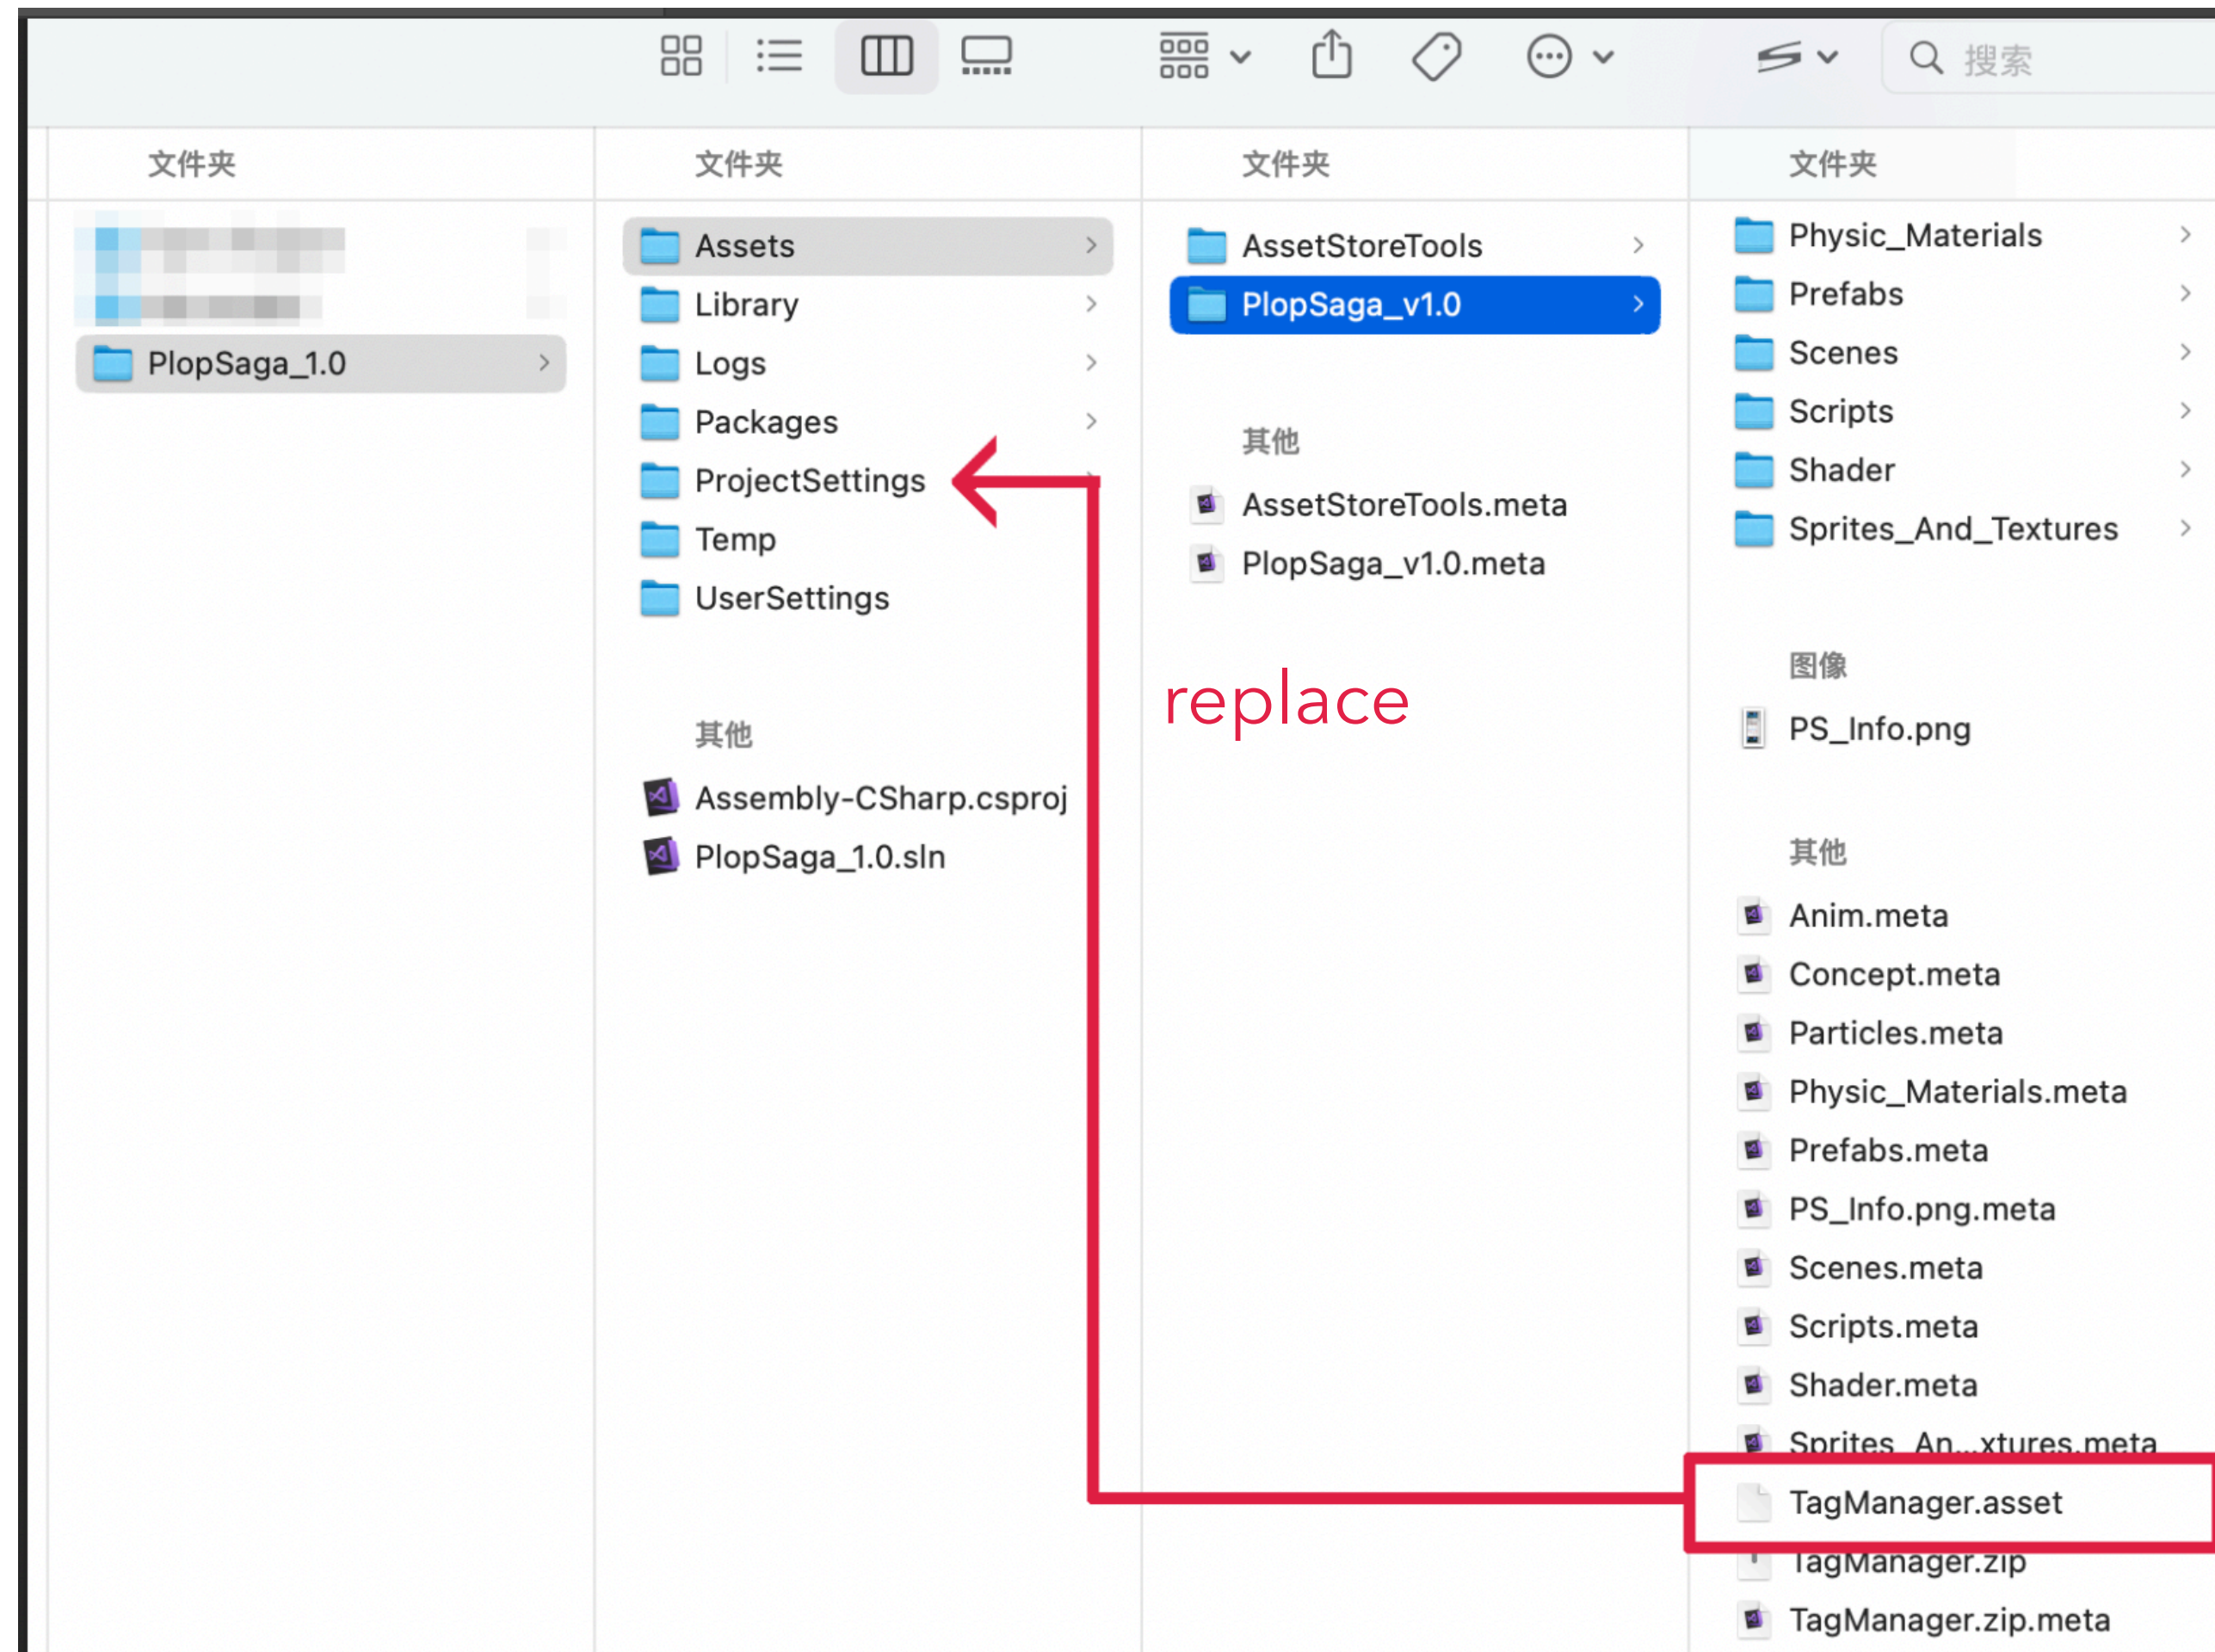 搜索
文件夹
文件夹
文件夹
文件夹
PlopSaga_1.0
Assets
Library
Logs
Packages
ProjectSettings
Temp
UserSettings
其他
Assembly-CSharp.csproj
PlopSaga_1.0.sln
AssetStoreTools
PlopSaga_v1.0
其他
AssetStoreTools.meta
PlopSaga_v1.0.meta
replace
Physic_Materials
Prefabs
Scenes
Scripts
Shader
Sprites_And_Textures
图像
PS_Info.png
其他
Anim.meta
Concept.meta
Particles.meta
Physic_Materials.meta
Prefabs.meta
PS_Info.png.meta
Scenes.meta
Scripts.meta
Shader.meta
Sprites_An...xtures.meta
TagManager.asset
TagManager.zip
TagManager.zip.meta